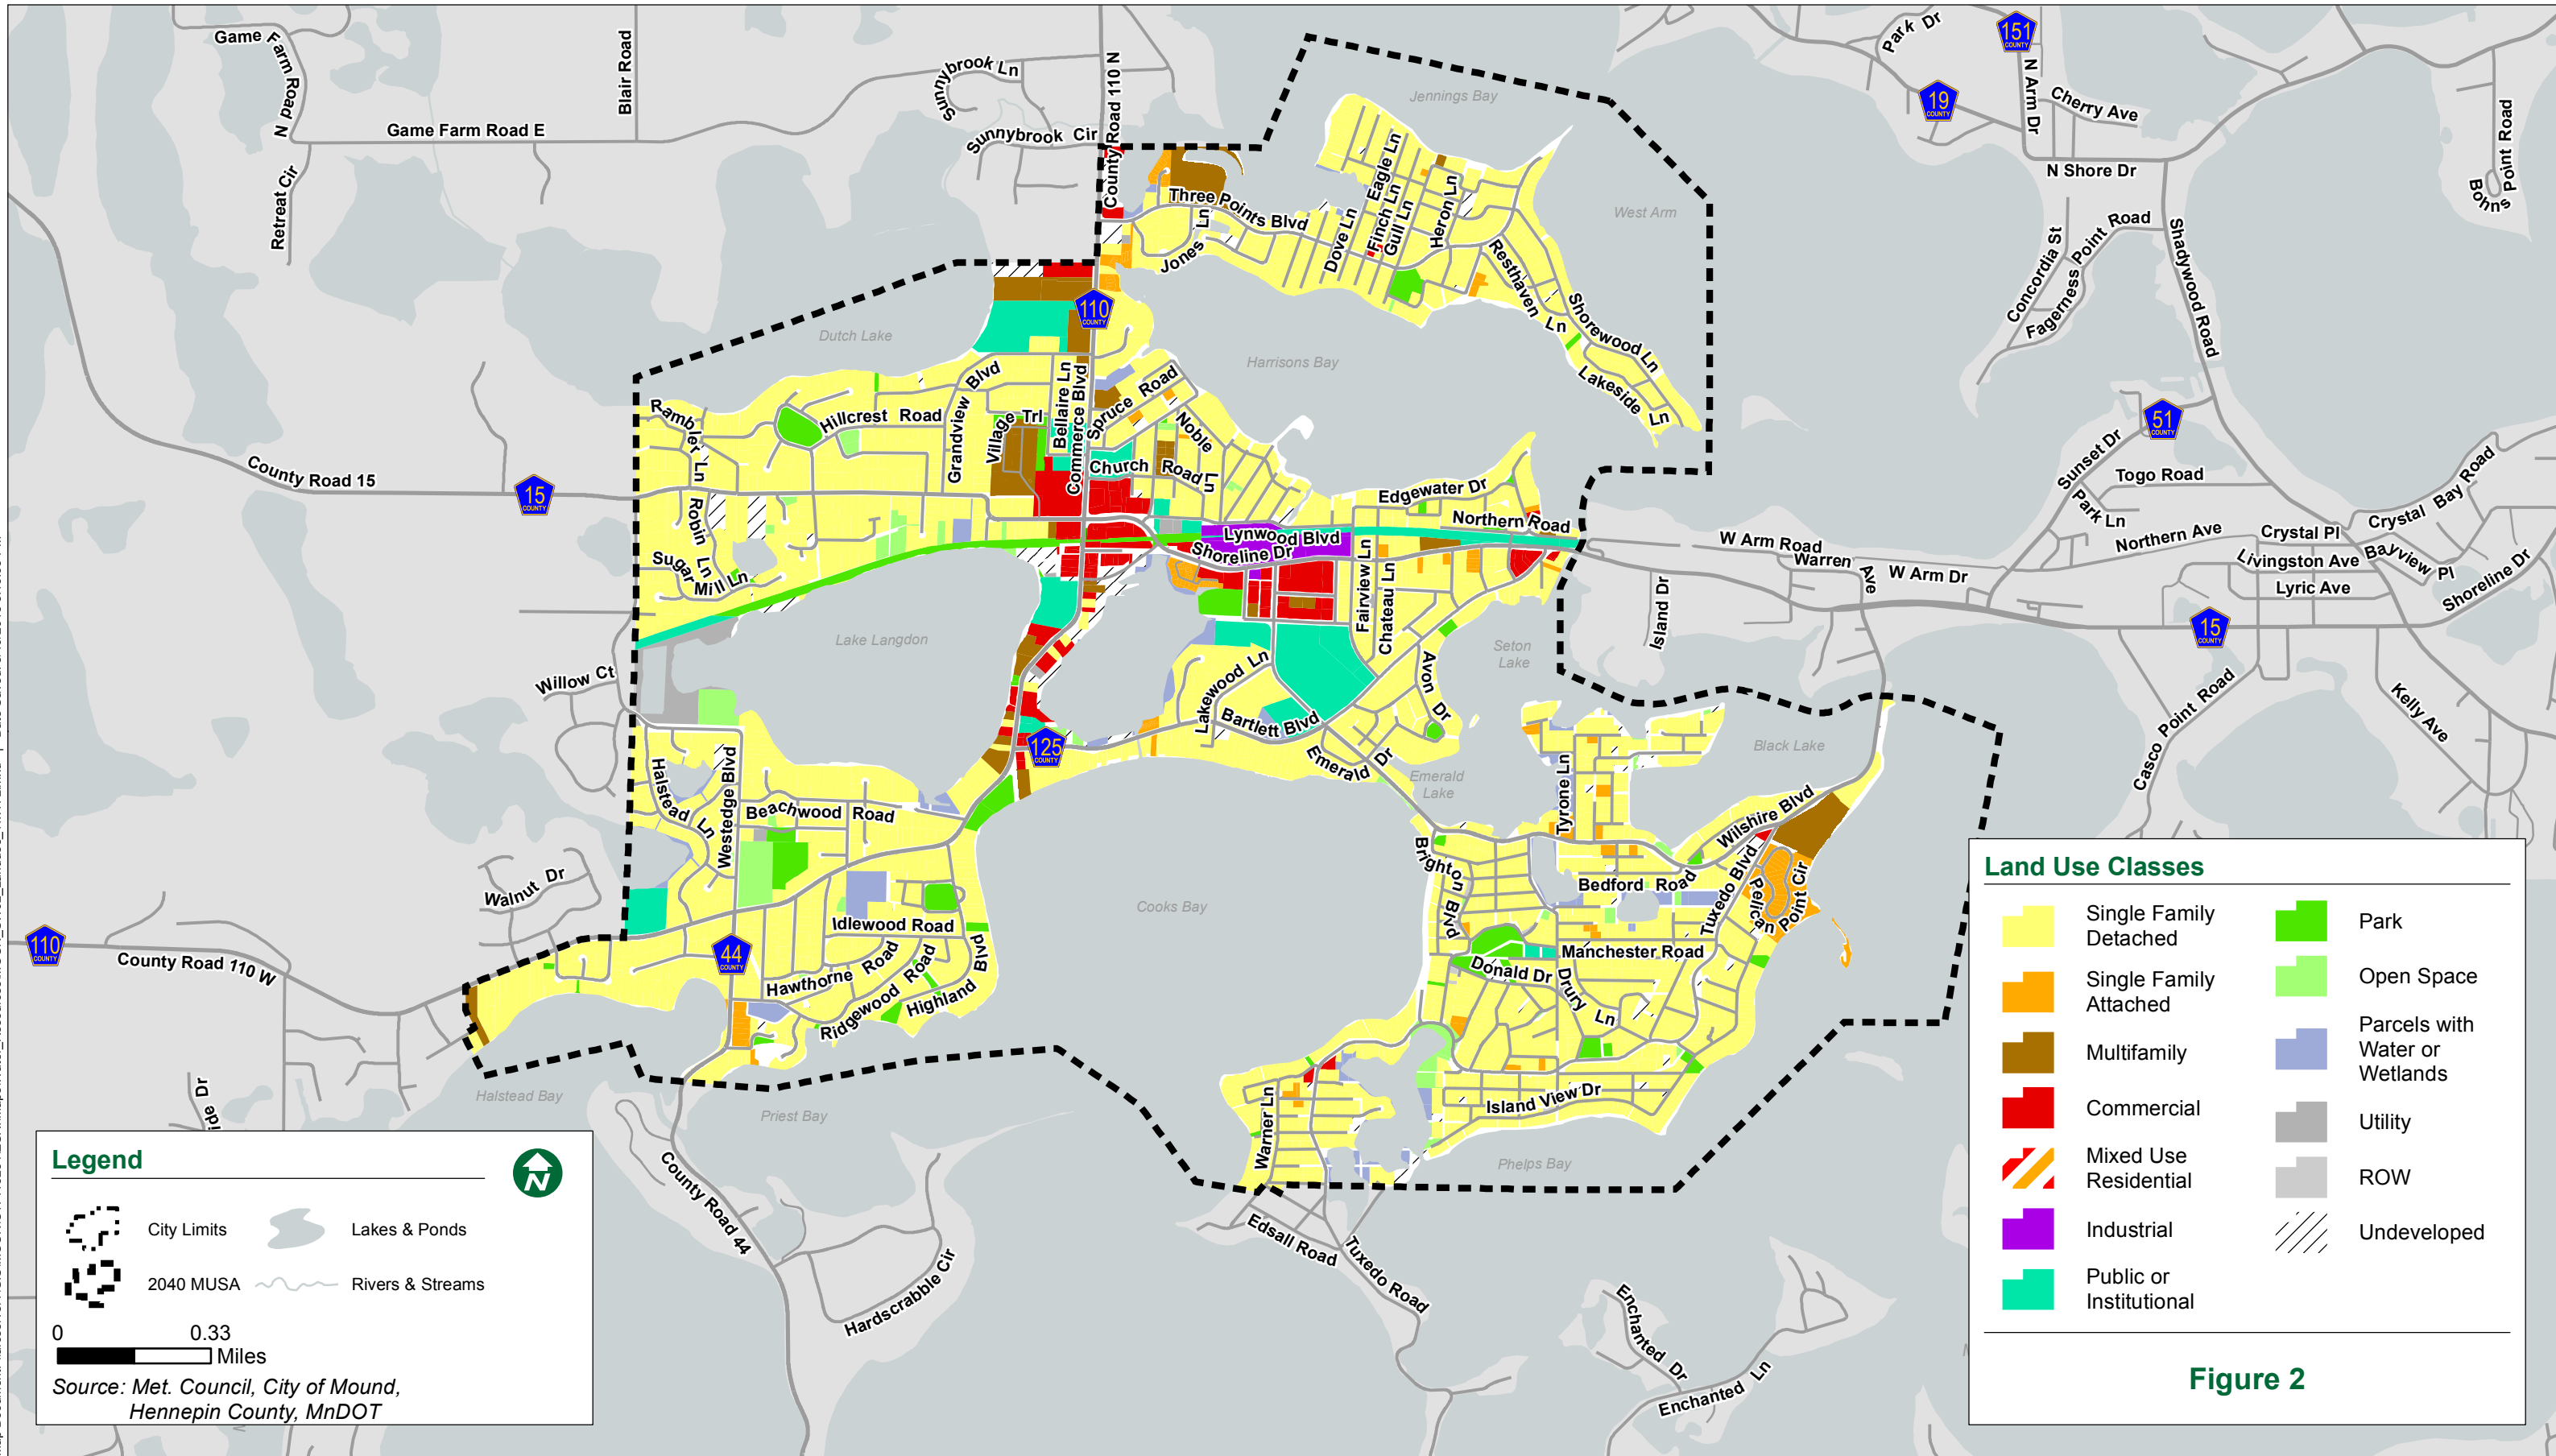 Game Farm Road N
Blair Road
Game Farm Road E
Retreat Cir
Sunnybrook Ln
Sunnybrook Cir
County Road 110 N
Park Dr
151
COUNTY
19
COUNTY
N Arm Dr
Cherry Ave
N Shore Dr
Point Road
Bohns
Jennings Bay
West Arm
Three Points Blvd
Jones Ln
Dove Ln
Eagle Ln
Finch Ln
Gull Ln
Heron Ln
Resthaven Ln
Shorewood Ln
Lakeside Ln
Concordia St
Fagerness Point Road
Shadywood Road
Dutch Lake
110
COUNTY
Harrisons Bay
Rambler Ln
Hillcrest Road
Grandview Blvd
Village Trl
Bellaire Ln
Commerce Blvd
Spruce Road
Noble Ln
Church Road
County Road 15
15
COUNTY
Robin Ln
Sugar Mill Ln
Edgewater Dr
Northern Road
Lynwood Blvd
Shoreline Dr
Fairview Ln
Chateau Ln
51
COUNTY
Sunset Dr
Togo Road
Park Ln
Northern Ave
Crystal Pl
Crystal Bay Road
Livingston Ave
Bayview Pl
Lyric Ave
Shoreline Dr
W Arm Road
Warren Ave
W Arm Dr
Island Dr
15
COUNTY
Lake Langdon
Seton
Lake
Willow Ct
Lakewood Ln
Bartlett Blvd
Avon Dr
Emerald Dr
Emerald
Lake
125
COUNTY
Black Lake
Casco Point Road
Kelly Ave
Halstead Ln
Westedge Blvd
Beachwood Road
Tyrone Ln
Wilshire Blvd
Brighton Blvd
Bedford Road
Tuxedo Blvd
Pelican Point Cir
Walnut Dr
Cooks Bay
110
COUNTY
County Road 110 W
44
COUNTY
Idlewood Road
Hawthorne Road
Ridgewood Road
Highland Blvd
Manchester Road
Donald Dr
Drury Ln
Island View Dr
Warner Ln
Halstead Bay
Priest Bay
Phelps Bay
ide Dr
County Road 44
Hardscrabble Cir
Edsall Road
Tuxedo Road
Enchanted Dr
Enchanted Ln
Legend
N
City Limits
Lakes & Ponds
2040 MUSA
Rivers & Streams
0 0.33
Miles
Source: Met. Council, City of Mound,
Hennepin County, MnDOT
Land Use Classes
Single Family
Detached
Single Family
Attached
Multifamily
Commercial
Mixed Use
Residential
Industrial
Public or
Institutional
Park
Open Space
Parcels with
Water or
Wetlands
Utility
ROW
Undeveloped
Figure 2